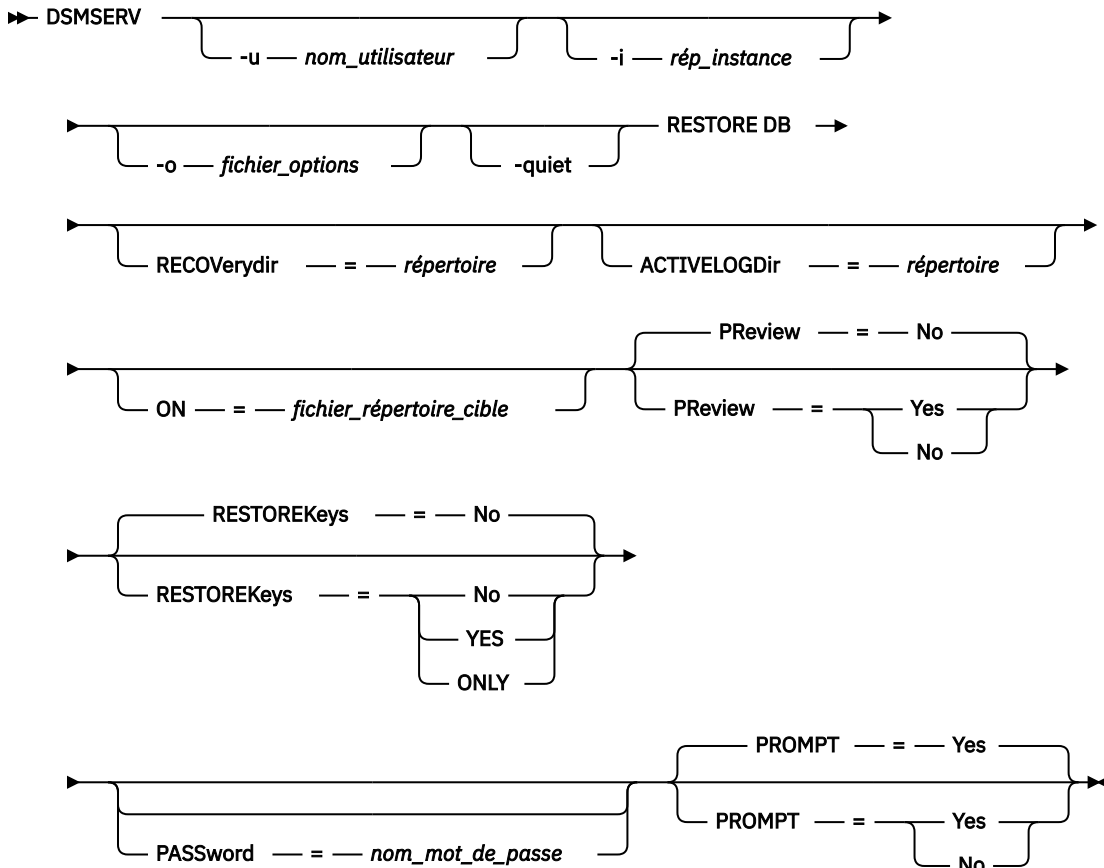 DSMSERV
-u — nom_utilisateur
-i — rép_instance
-o — fichier_options
-quiet
RESTORE DB
RECOVerydir — = — répertoire
ACTIVELOGDir — = — répertoire
ON — = — fichier_répertoire_cible
PReview — = — No
PReview — = — Yes
No
RESTOREKeys — = — No
RESTOREKeys — = — No
YES
ONLY
PASSword — = — nom_mot_de_passe
PROMPT — = — Yes
PROMPT — = — Yes
No